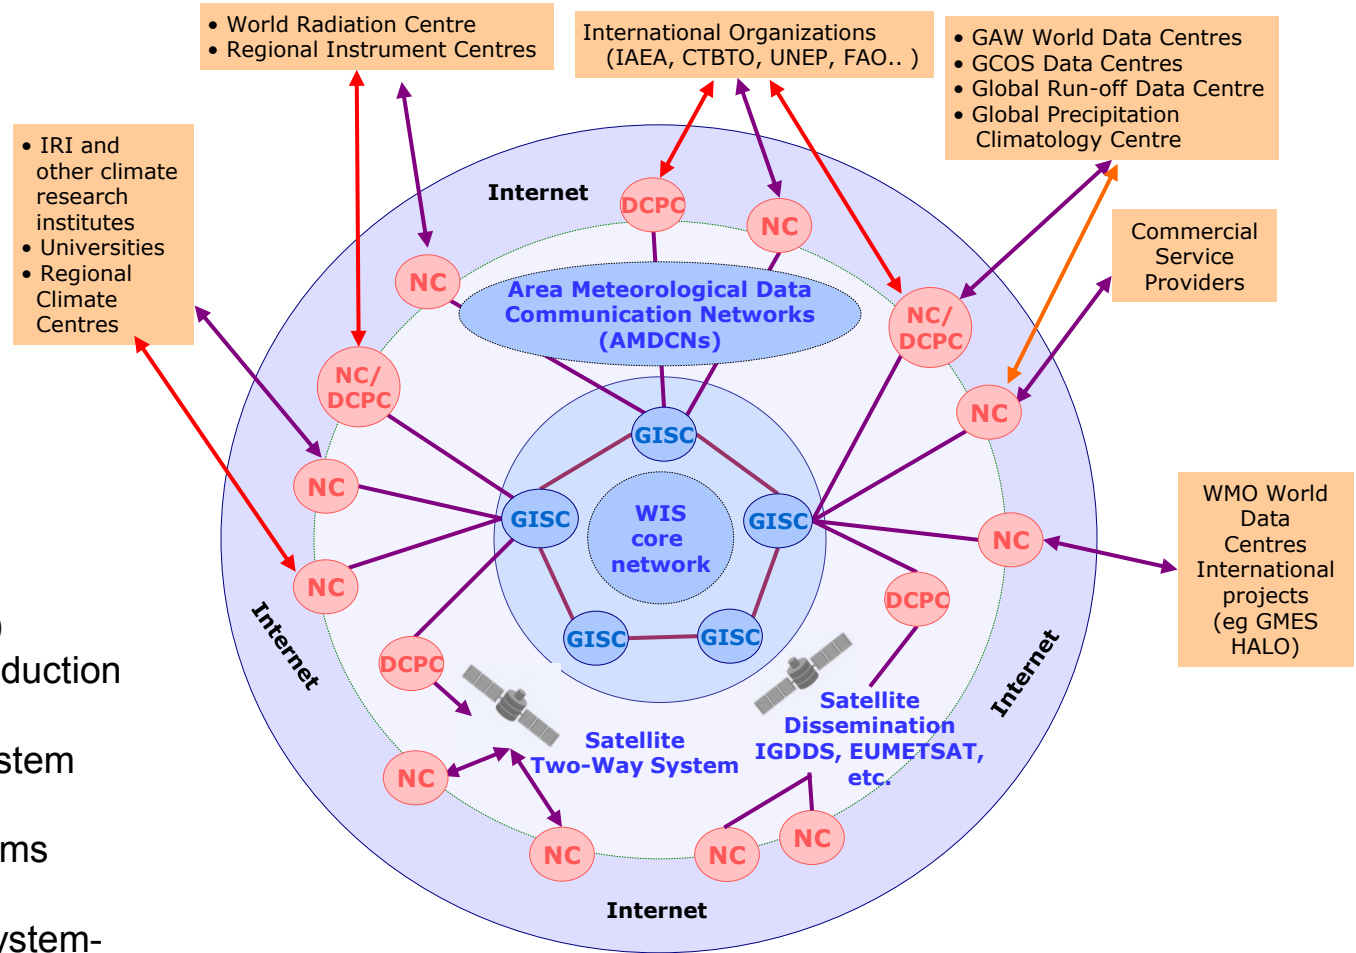 • World Radiation Centre
• Regional Instrument Centres
International Organizations
(IAEA, CTBTO, UNEP, FAO.. )
• GAW World Data Centres
• GCOS Data Centres
• Global Run-off Data Centre
• Global Precipitation
Climatology Centre
• IRI and
other climate
research
institutes
• Universities
• Regional
Climate
Centres
Commercial
Service
Providers
WMO World
Data
Centres
International
projects
(eg GMES
HALO)
Internet
DCPC
NC
NC
Area Meteorological Data
Communication Networks
(AMDCNs)
NC/
DCPC
NC/
DCPC
NC
GISC
NC
GISC
WIS
core
network
GISC
NC
NC
DCPC
GISC
GISC
Internet
Internet
DCPC
Satellite
Two-Way System
Satellite
Dissemination
IGDDS, EUMETSAT,
etc.
NC
NC
NC
NC
Internet
)
duction
stem
ms
ystem-